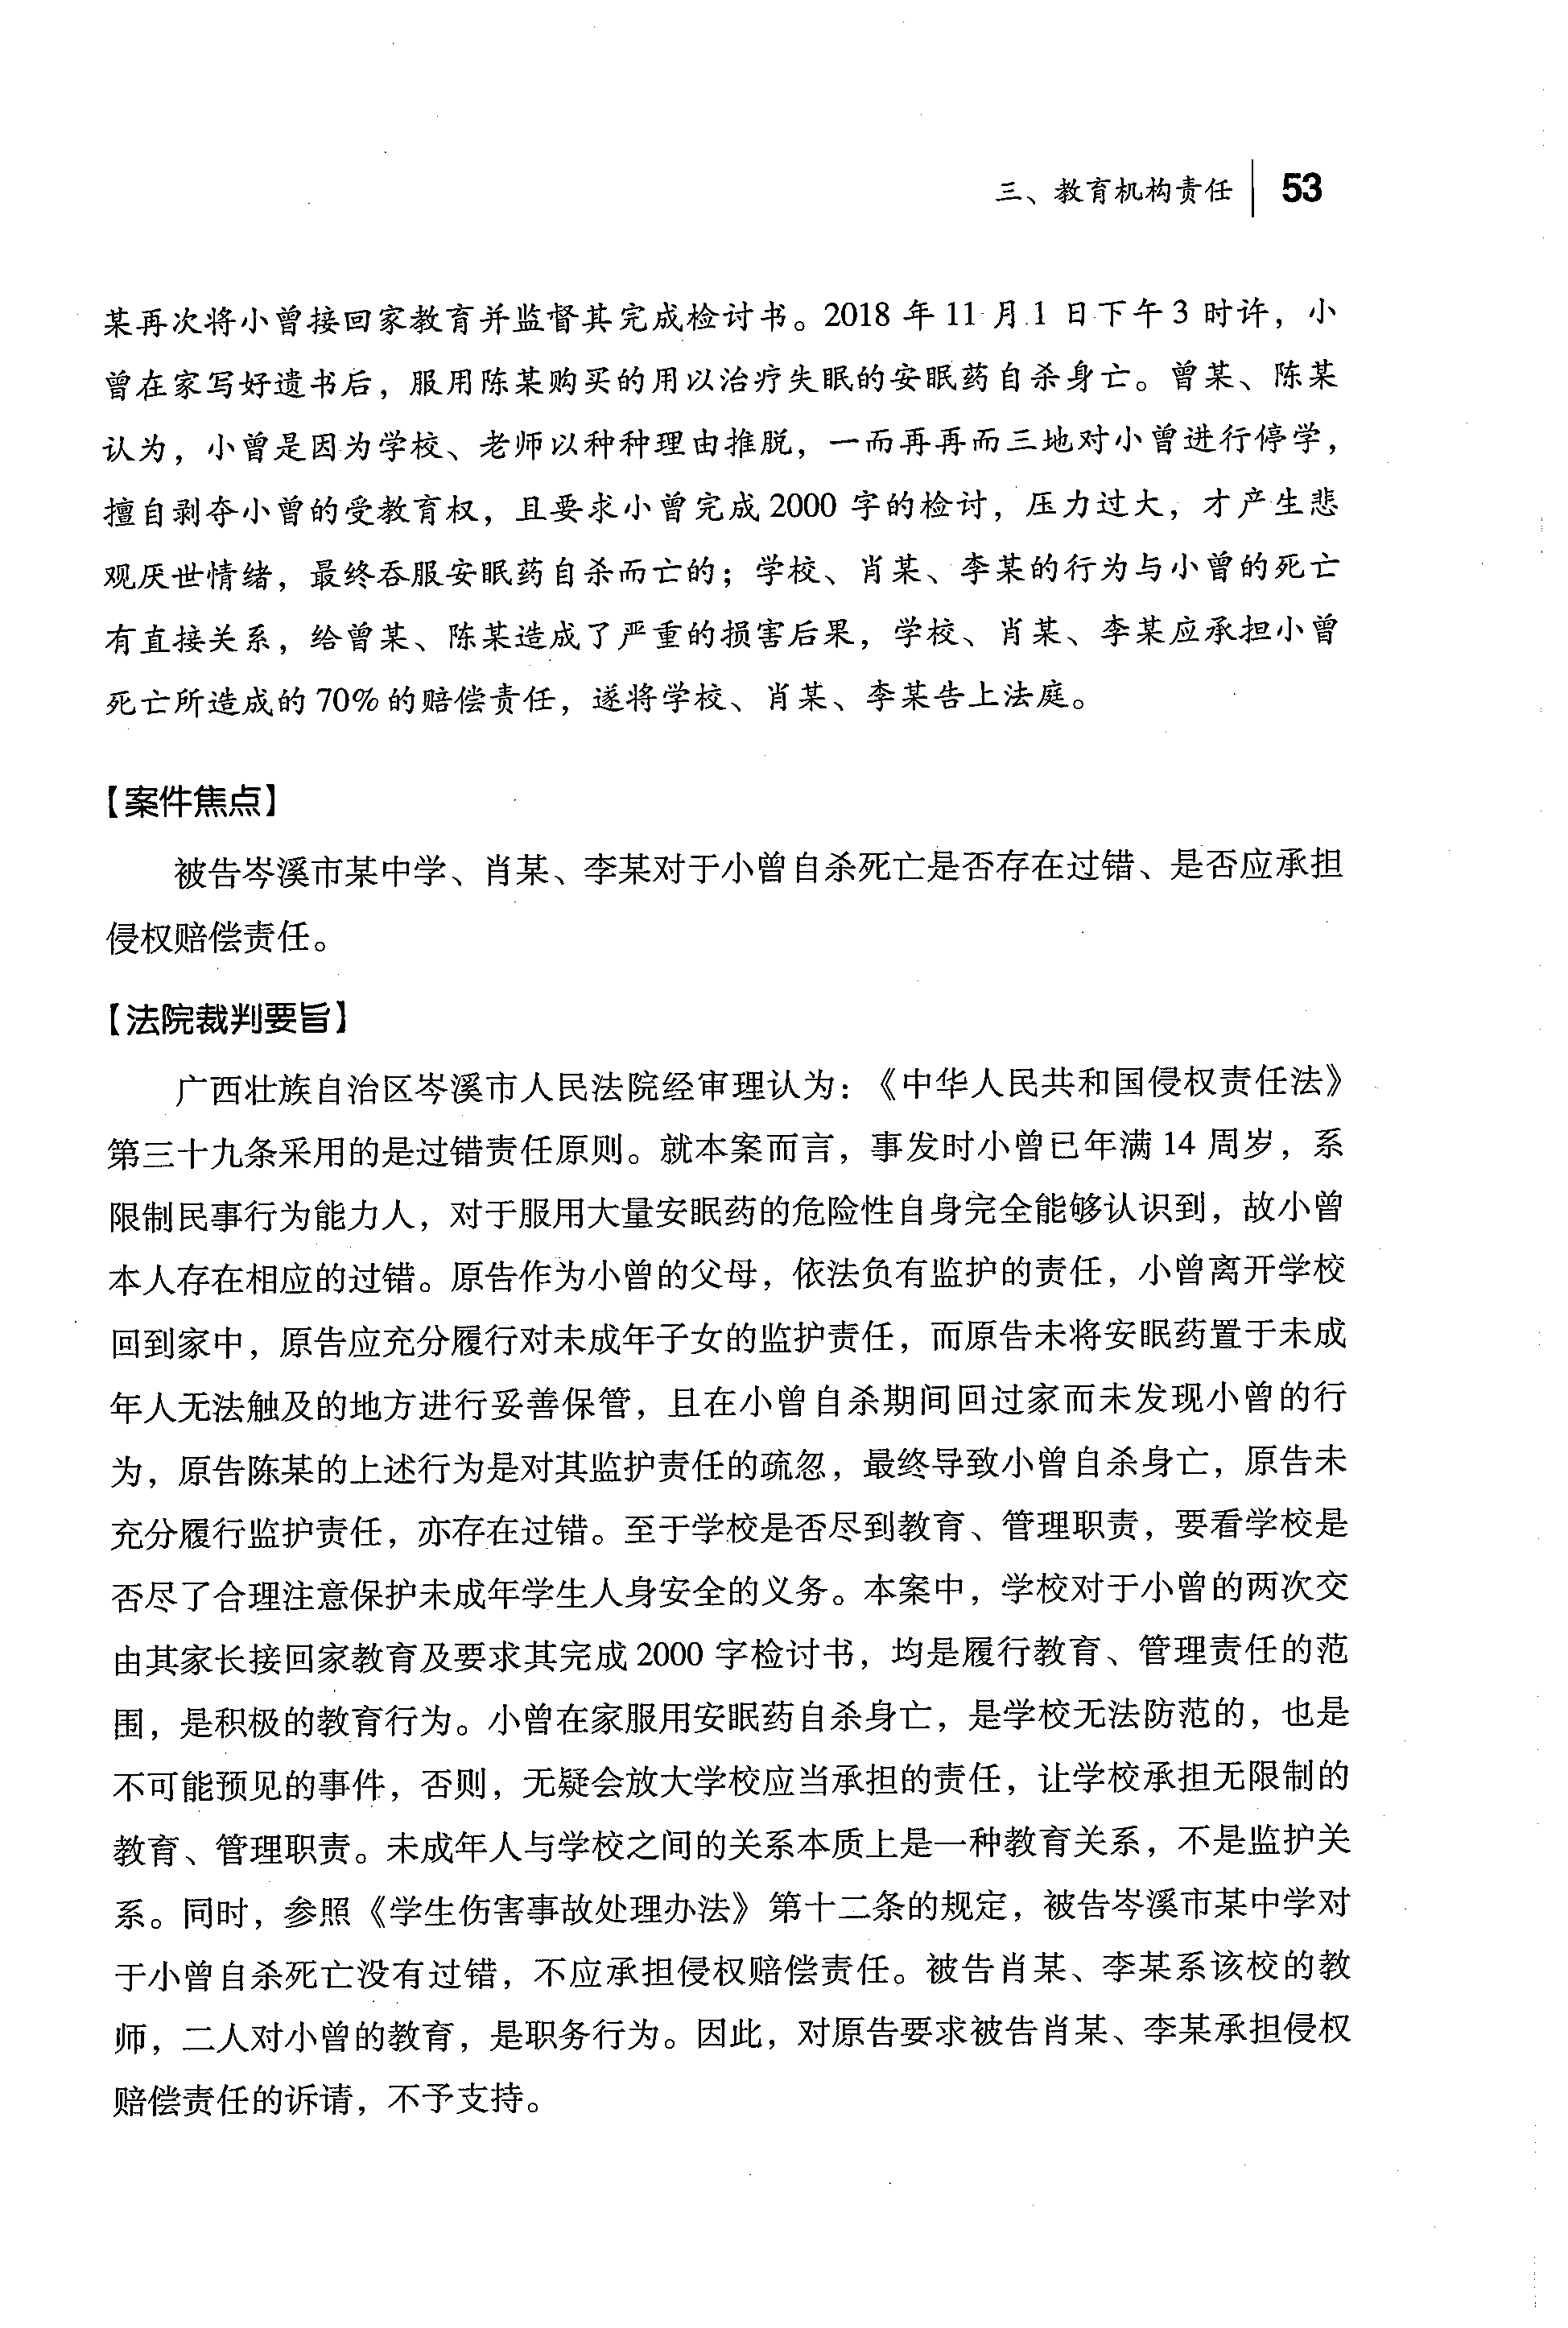 三、教育机构责任 53
某再次将小曾接回家教育并监督其完成检讨书。2018 年 11 月 1 日下午 3 时许，小
曾在家写好遗书后，服用陈某购买的用以治疗失眠的安眠药自杀身亡。曾某、陈某
认为，小曾是因为学校、老师以种种理由推脱，一而再再而三地对小曾进行停学，
擅自剥夺小曾的受教育权，且要求小曾完成 2000 字的检讨，压力过大，才产生悲
观厌世情绪，最终吞服安眠药自杀而亡的；学校、肖某、李某的行为与小曾的死亡
有直接关系，给曾某、陈某造成了严重的损害后果，学校、肖某、李某应承担小曾
死亡所造成的 70% 的赔偿责任，遂将学校、肖某、李某告上法庭。
【案件焦点】
被告岑溪市某中学、肖某、李某对于小曾自杀死亡是否存在过错、是否应承担
侵权赔偿责任。
【法院裁判要旨】
广西壮族自治区岑溪市人民法院经审理认为：《中华人民共和国侵权责任法》
第三十九条采用的是过错责任原则。就本案而言，事发时小曾已年满 14 周岁，系
限制民事行为能力人，对于服用大量安眠药的危险性自身完全能够认识到，故小曾
本人存在相应的过错。原告作为小曾的父母，依法负有监护的责任，小曾离开学校
回到家中，原告应充分履行对未成年子女的监护责任，而原告未将安眠药置于未成
年人无法触及的地方进行妥善保管，且在小曾自杀期间回过家而未发现小曾的行
为，原告陈某的上述行为是对其监护责任的疏忽，最终导致小曾自杀身亡，原告未
充分履行监护责任，亦存在过错。至于学校是否尽到教育、管理职责，要看学校是
否尽了合理注意保护未成年学生人身安全的义务。本案中，学校对于小曾的两次交
由其家长接回家教育及要求其完成 2000 字检讨书，均是履行教育、管理责任的范
围，是积极的教育行为。小曾在家服用安眠药自杀身亡，是学校无法防范的，也是
不可能预见的事件，否则，无疑会放大学校应当承担的责任，让学校承担无限制的
教育、管理职责。未成年人与学校之间的关系本质上是一种教育关系，不是监护关
系。同时，参照《学生伤害事故处理办法》第十二条的规定，被告岑溪市某中学对
于小曾自杀死亡没有过错，不应承担侵权赔偿责任。被告肖某、李某系该校的教
师，二人对小曾的教育，是职务行为。因此，对原告要求被告肖某、李某承担侵权
赔偿责任的诉请，不予支持。